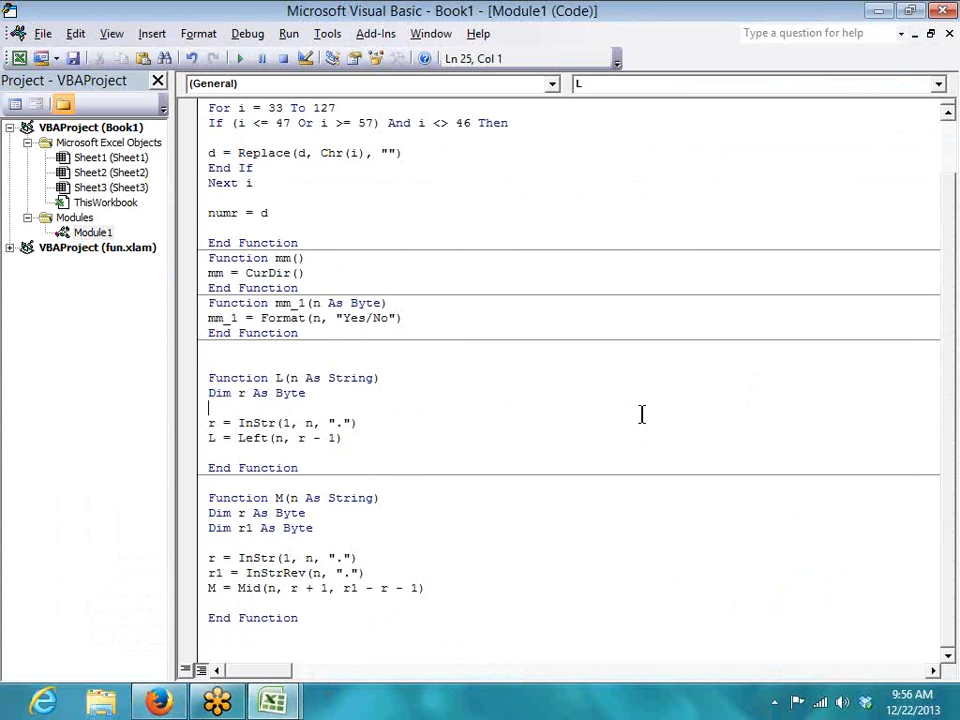 Microsoft Visual Basic - Book1 - [Module1 (Code)]
File Edit View Insert Format Debug Run Tools Add-Ins Window Help
Type a question for help
Ln 25, Col 1
Project - VBAProject
(General)
L
VBAProject (Book1)
Microsoft Excel Objects
Sheet1 (Sheet1)
Sheet2 (Sheet2)
Sheet3 (Sheet3)
ThisWorkbook
Modules
Module1
VBAProject (fun.xlam)
For i = 33 To 127
If (i <= 47 Or i >= 57) And i <> 46 Then
d = Replace(d, Chr(i), "")
End If
Next i
numr = d
End Function
Function mm()
mm = CurDir()
End Function
Function mm_1(n As Byte)
mm_1 = Format(n, "Yes/No")
End Function
Function L(n As String)
Dim r As Byte
r = InStr(1, n, ".")
L = Left(n, r - 1)
End Function
Function M(n As String)
Dim r As Byte
Dim r1 As Byte
r = InStr(1, n, ".")
r1 = InStrRev(n, ".")
M = Mid(n, r + 1, r1 - r - 1)
End Function
9:56 AM
12/22/2013